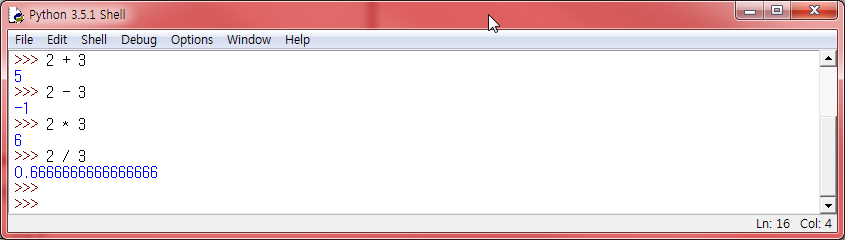 Python 3.5.1 Shell
File Edit Shell Debug Options Window Help
>>> 2 + 3
5
>>> 2 - 3
-1
>>> 2 * 3
6
>>> 2 / 3
0.6666666666666666
>>>
>>>
Ln: 16 Col: 4